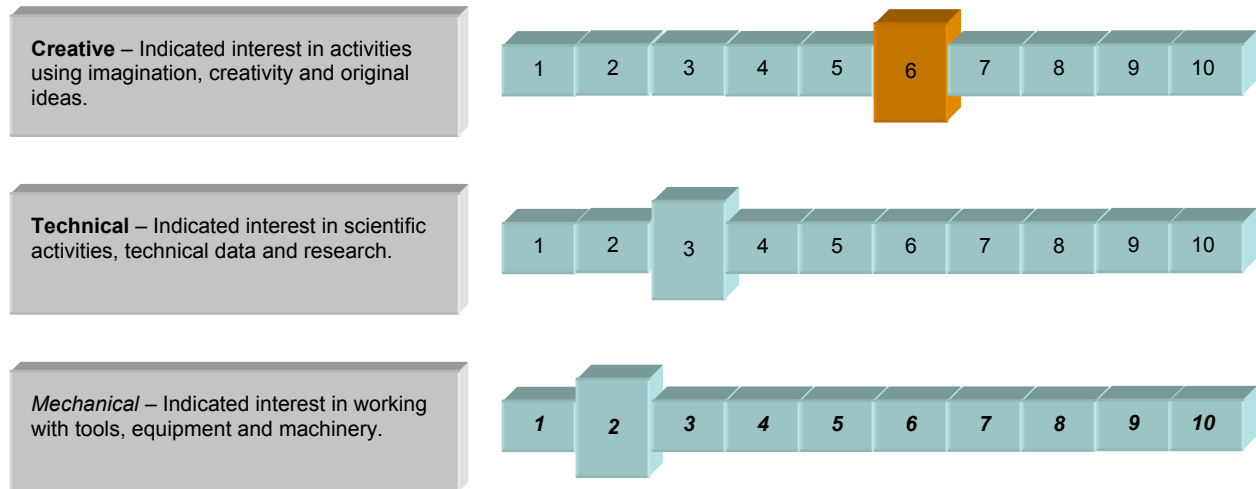 Creative – Indicated interest in activities
using imagination, creativity and original
ideas.
1 2 3 4 5 6 7 8 9 10
Technical – Indicated interest in scientific
activities, technical data and research.
1 2 3 4 5 6 7 8 9 10
Mechanical – Indicated interest in working
with tools, equipment and machinery.
1 2 3 4 5 6 7 8 9 10